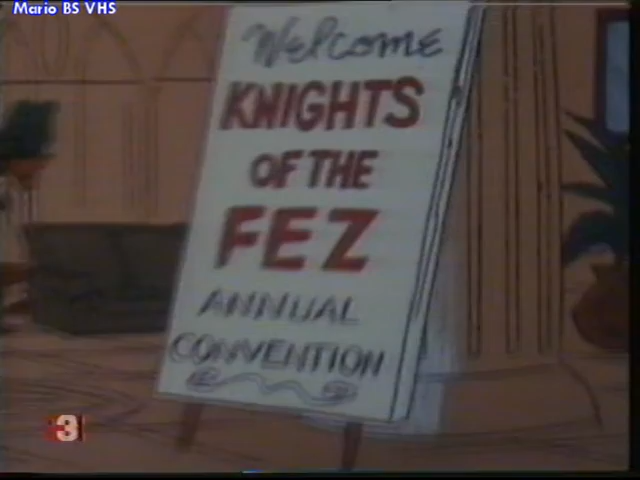 Mario BS VHS
Welcome
KNIGHTS
OF THE
FEZ
ANNUAL
CONVENTION
3